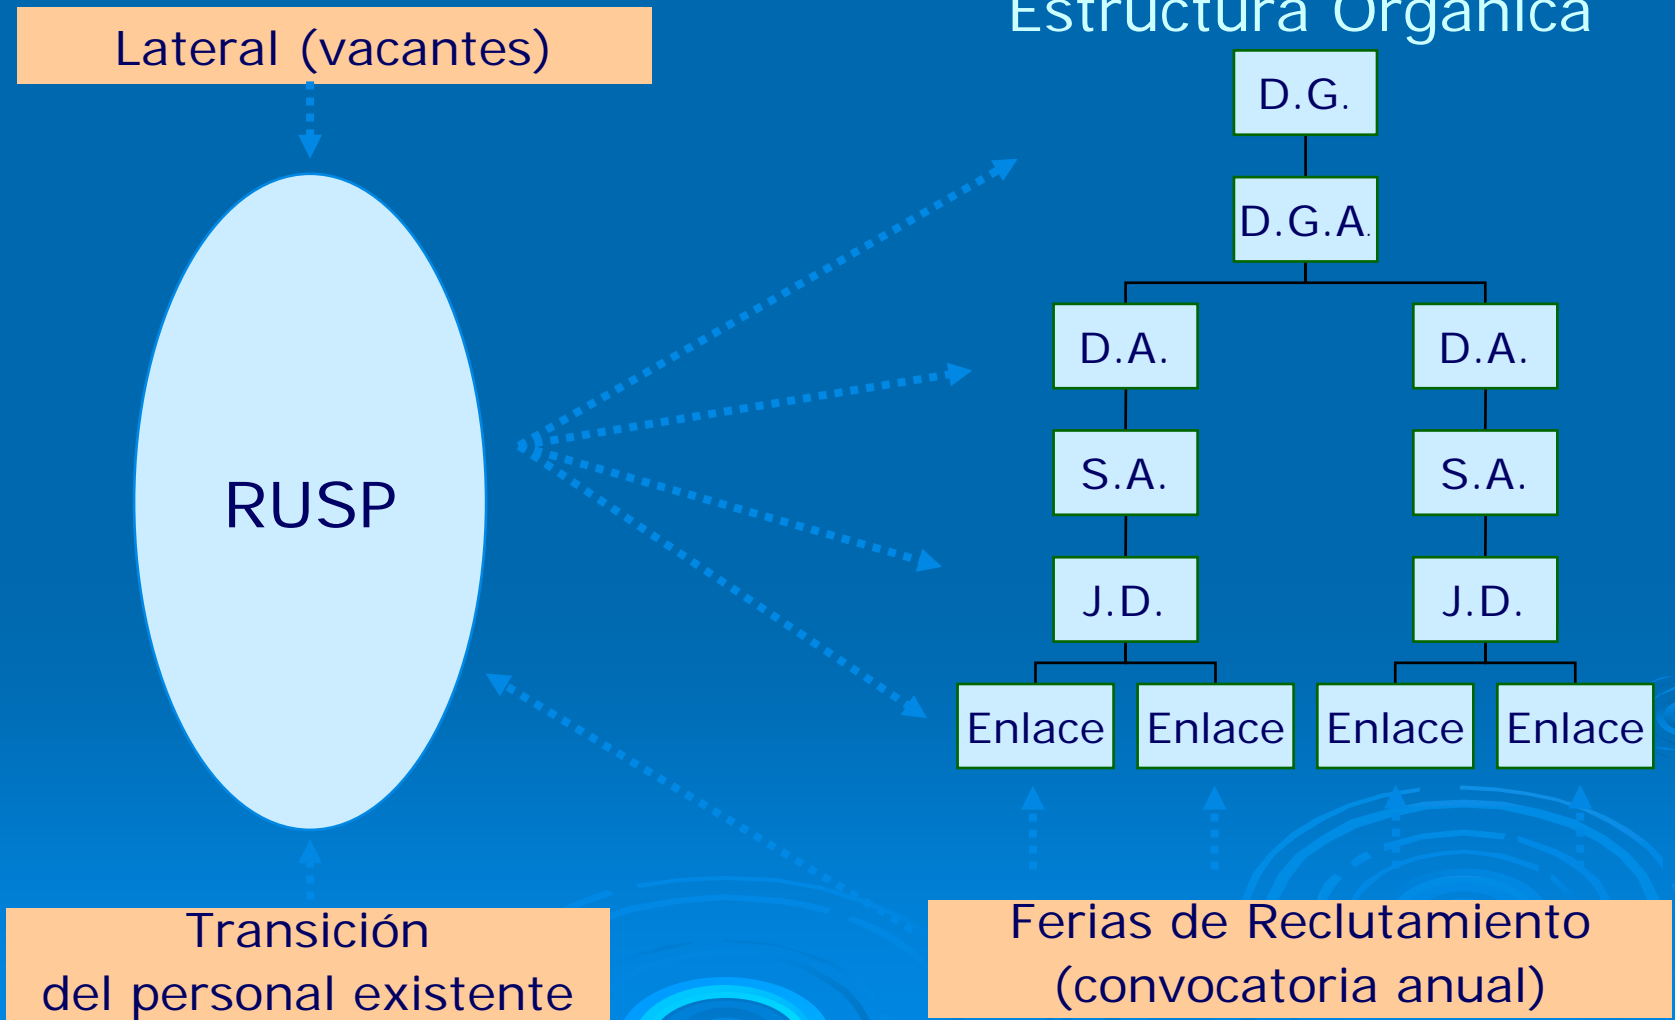 Lateral (vacantes)
Estructura Orgánica
D.G.
D.G.A.
D.A.
D.A.
RUSP
S.A.
S.A.
J.D.
J.D.
Enlace
Enlace
Enlace
Enlace
Transición
del personal existente
Ferias de Reclutamiento
(convocatoria anual)